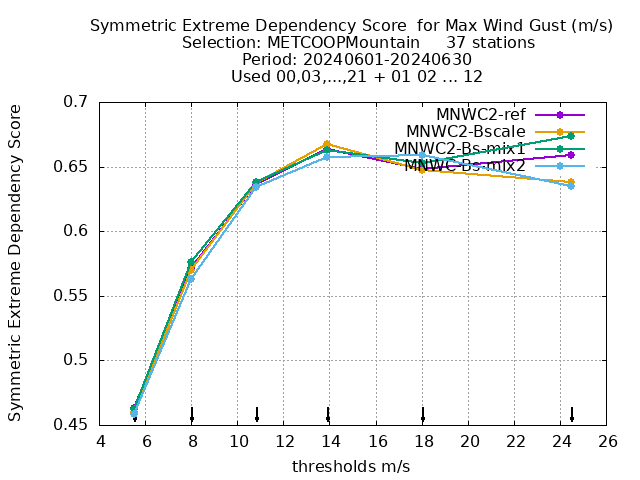 Symmetric Extreme Dependency Score  for Max Wind Gust (m/s)
Selection: METCOOPMountain     37 stations
Period: 20240601-20240630
Used 00,03,...,21 + 01 02 ... 12
Symmetric Extreme Dependency Score
0.7
0.65
0.6
0.55
0.5
0.45
MNWC2-ref
MNWC2-Bscale
MNWC2-Bs-mix1
MNWC-Bs-mix2
4 6 8 10 12 14 16 18 20 22 24 26
thresholds m/s